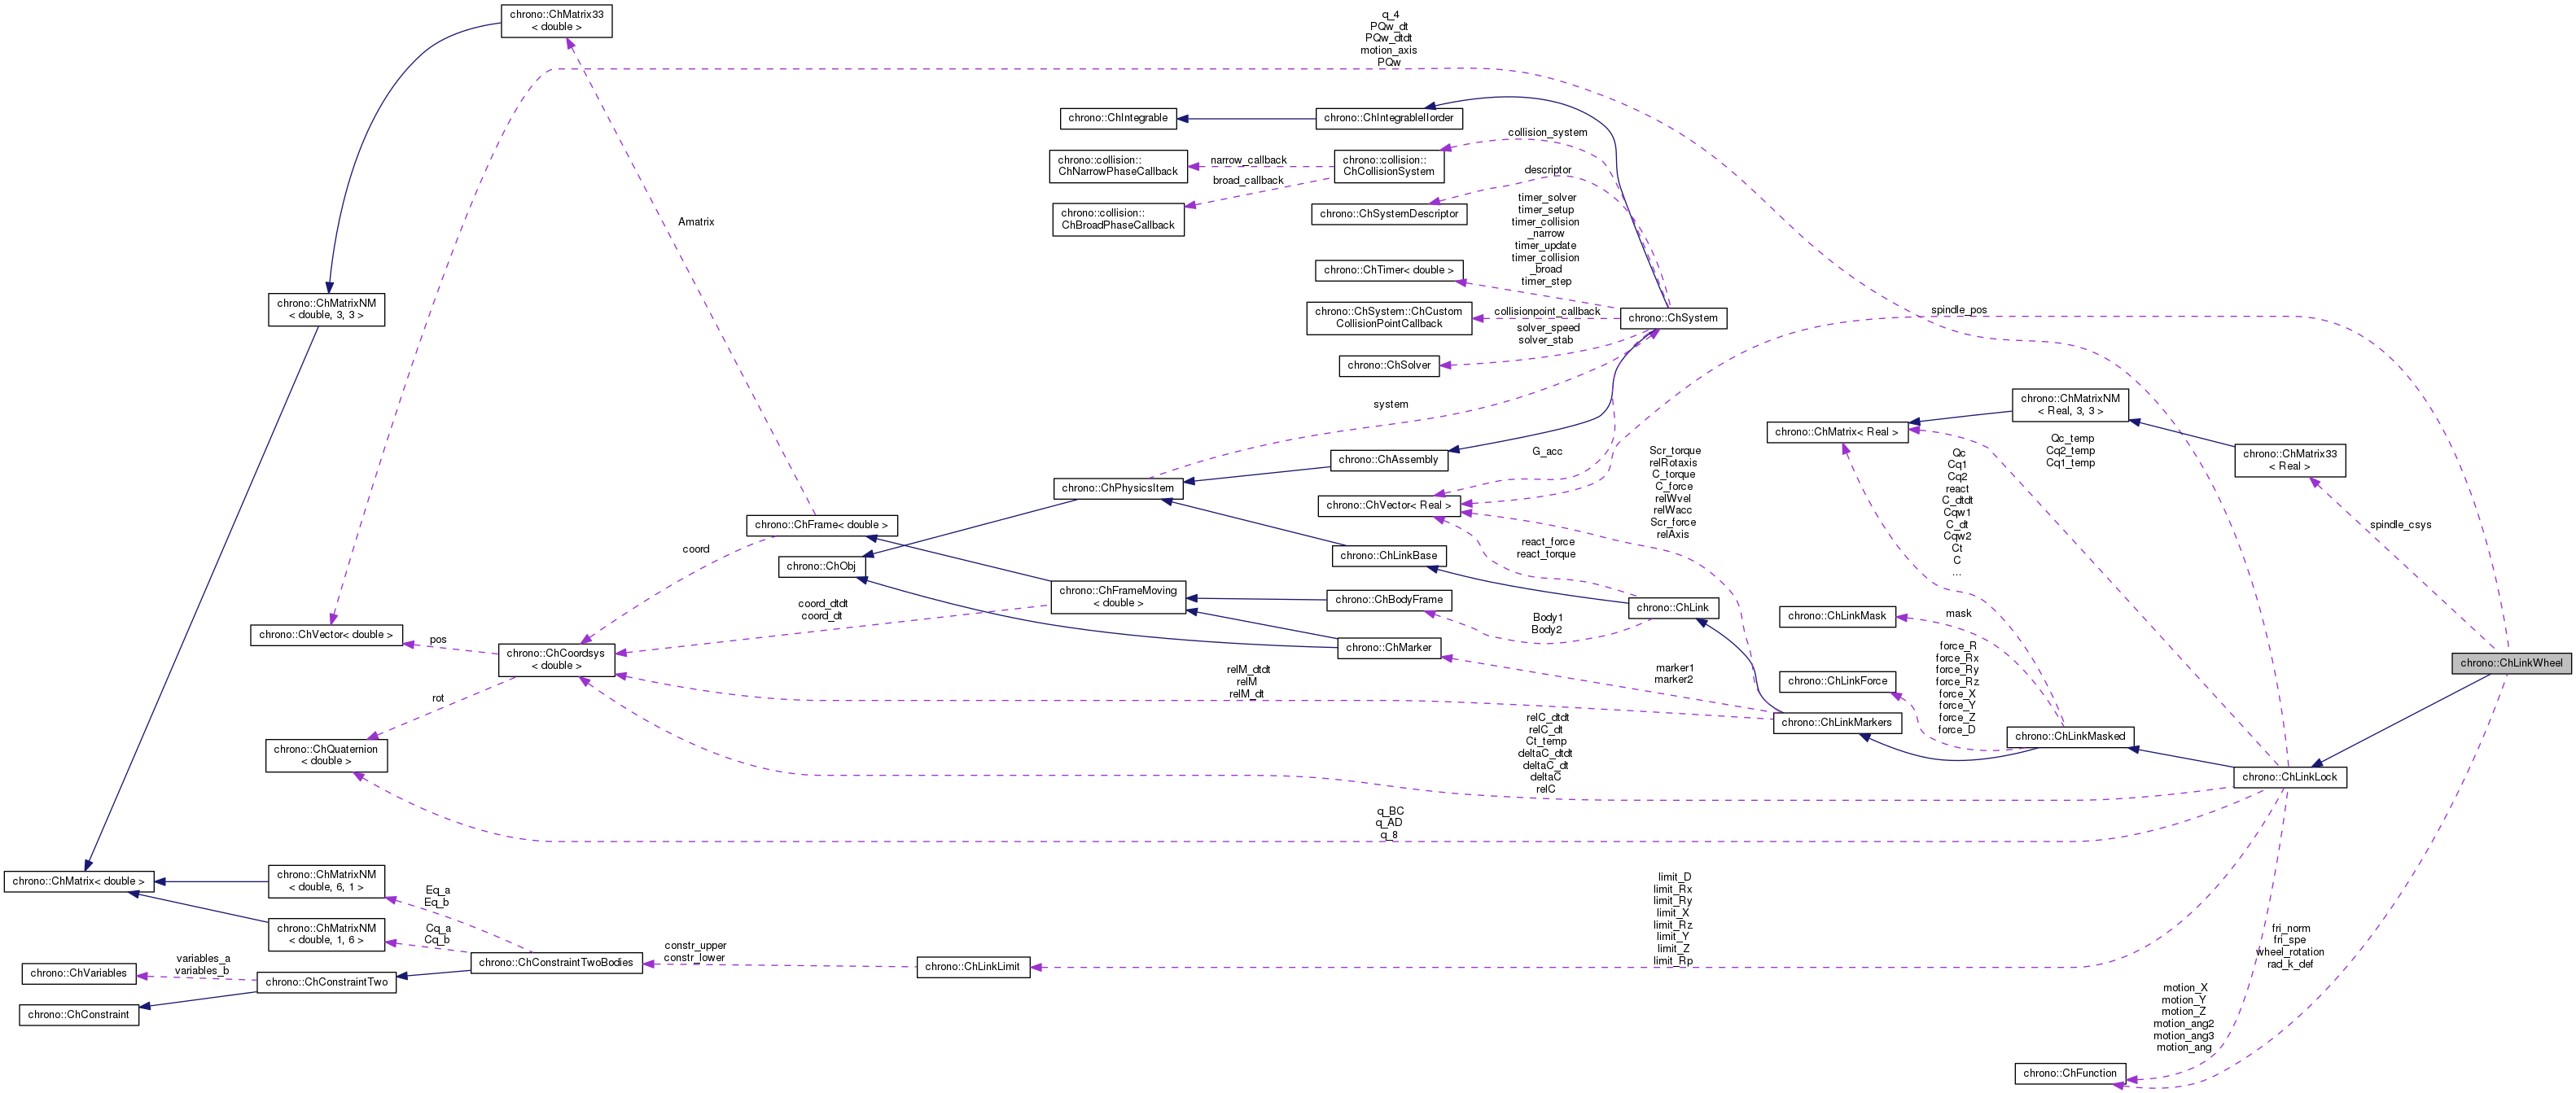 chrono::ChMatrix33
< double >
q_4
PQw_dt
PQw_dtdt
motion_axis
PQw
chrono::ChIntegrable
chrono::ChIntegrableIIorder
collision_system
chrono::collision::
ChNarrowPhaseCallback
narrow_callback
chrono::collision::
ChCollisionSystem
broad_callback
descriptor
chrono::collision::
ChBroadPhaseCallback
chrono::ChSystemDescriptor
Amatrix
timer_solver
timer_setup
timer_collision
_narrow
timer_update
timer_collision
_broad
timer_step
chrono::ChTimer< double >
chrono::ChMatrixNM
< double, 3, 3 >
chrono::ChSystem::ChCustom
CollisionPointCallback
collisionpoint_callback
chrono::ChSystem
spindle_pos
solver_speed
solver_stab
chrono::ChSolver
system
chrono::ChMatrixNM
< Real, 3, 3 >
chrono::ChMatrix< Real >
Qc_temp
Cq2_temp
Cq1_temp
chrono::ChMatrix33
< Real >
G_acc
chrono::ChAssembly
Scr_torque
relRotaxis
C_torque
C_force
relWvel
relWacc
Scr_force
relAxis
Qc
Cq1
Cq2
react
C_dtdt
Cqw1
C_dt
Cqw2
Ct
C
...
chrono::ChPhysicsItem
chrono::ChVector< Real >
chrono::ChFrame< double >
spindle_csys
coord
chrono::ChObj
chrono::ChLinkBase
react_force
react_torque
chrono::ChFrameMoving
< double >
chrono::ChBodyFrame
chrono::ChLink
coord_dtdt
coord_dt
Body1
Body2
chrono::ChLinkMask
mask
chrono::ChVector< double >
pos
chrono::ChCoordsys
< double >
chrono::ChMarker
marker1
marker2
force_R
force_Rx
force_Ry
force_Rz
force_X
force_Y
force_Z
force_D
chrono::ChLinkWheel
relM_dtdt
relM
relM_dt
chrono::ChLinkForce
rot
chrono::ChLinkMarkers
chrono::ChLinkMasked
relC_dtdt
relC_dt
Ct_temp
deltaC_dtdt
deltaC_dt
deltaC
relC
chrono::ChQuaternion
< double >
chrono::ChLinkLock
q_BC
q_AD
q_8
chrono::ChMatrix< double >
chrono::ChMatrixNM
< double, 6, 1 >
Eq_a
Eq_b
limit_D
limit_Rx
limit_Ry
limit_X
limit_Rz
limit_Y
limit_Z
limit_Rp
chrono::ChMatrixNM
< double, 1, 6 >
Cq_a
Cq_b
fri_norm
fri_spe
wheel_rotation
rad_k_def
chrono::ChVariables
variables_a
variables_b
chrono::ChConstraintTwoBodies
constr_upper
constr_lower
chrono::ChLinkLimit
chrono::ChConstraintTwo
chrono::ChConstraint
motion_X
motion_Y
motion_Z
motion_ang2
motion_ang3
motion_ang
chrono::ChFunction